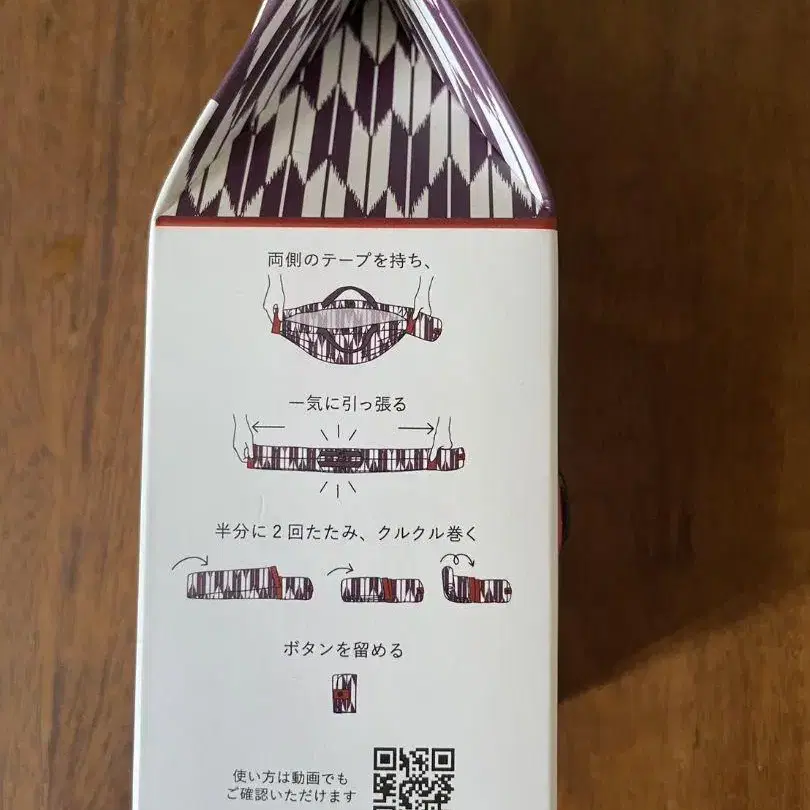 両側のテープを持ち、
一気に引っ張る
半分に2回たたみ、クルクル巻く
ボタンを留める
使い方は動画でも
ご確認いただけます